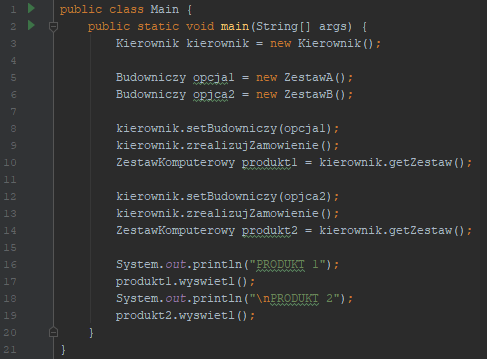 1 public class Main {
2 public static void main(String[] args) {
3 Kierownik kierownik = new Kierownik();
4
5 Budowniczy opcja1 = new ZestawA();
6 Budowniczy opjca2 = new ZestawB();
7
8 kierownik.setBudowniczy(opcja1);
9 kierownik.zrealizujZamowienie();
10 ZestawKomputerowy produkt1 = kierownik.getZestaw();
11
12 kierownik.setBudowniczy(opjca2);
13 kierownik.zrealizujZamowienie();
14 ZestawKomputerowy produkt2 = kierownik.getZestaw();
15
16 System.out.println("PRODUKT 1");
17 produkt1.wyswietl();
18 System.out.println("\nPRODUKT 2");
19 produkt2.wyswietl();
20 }
21 }